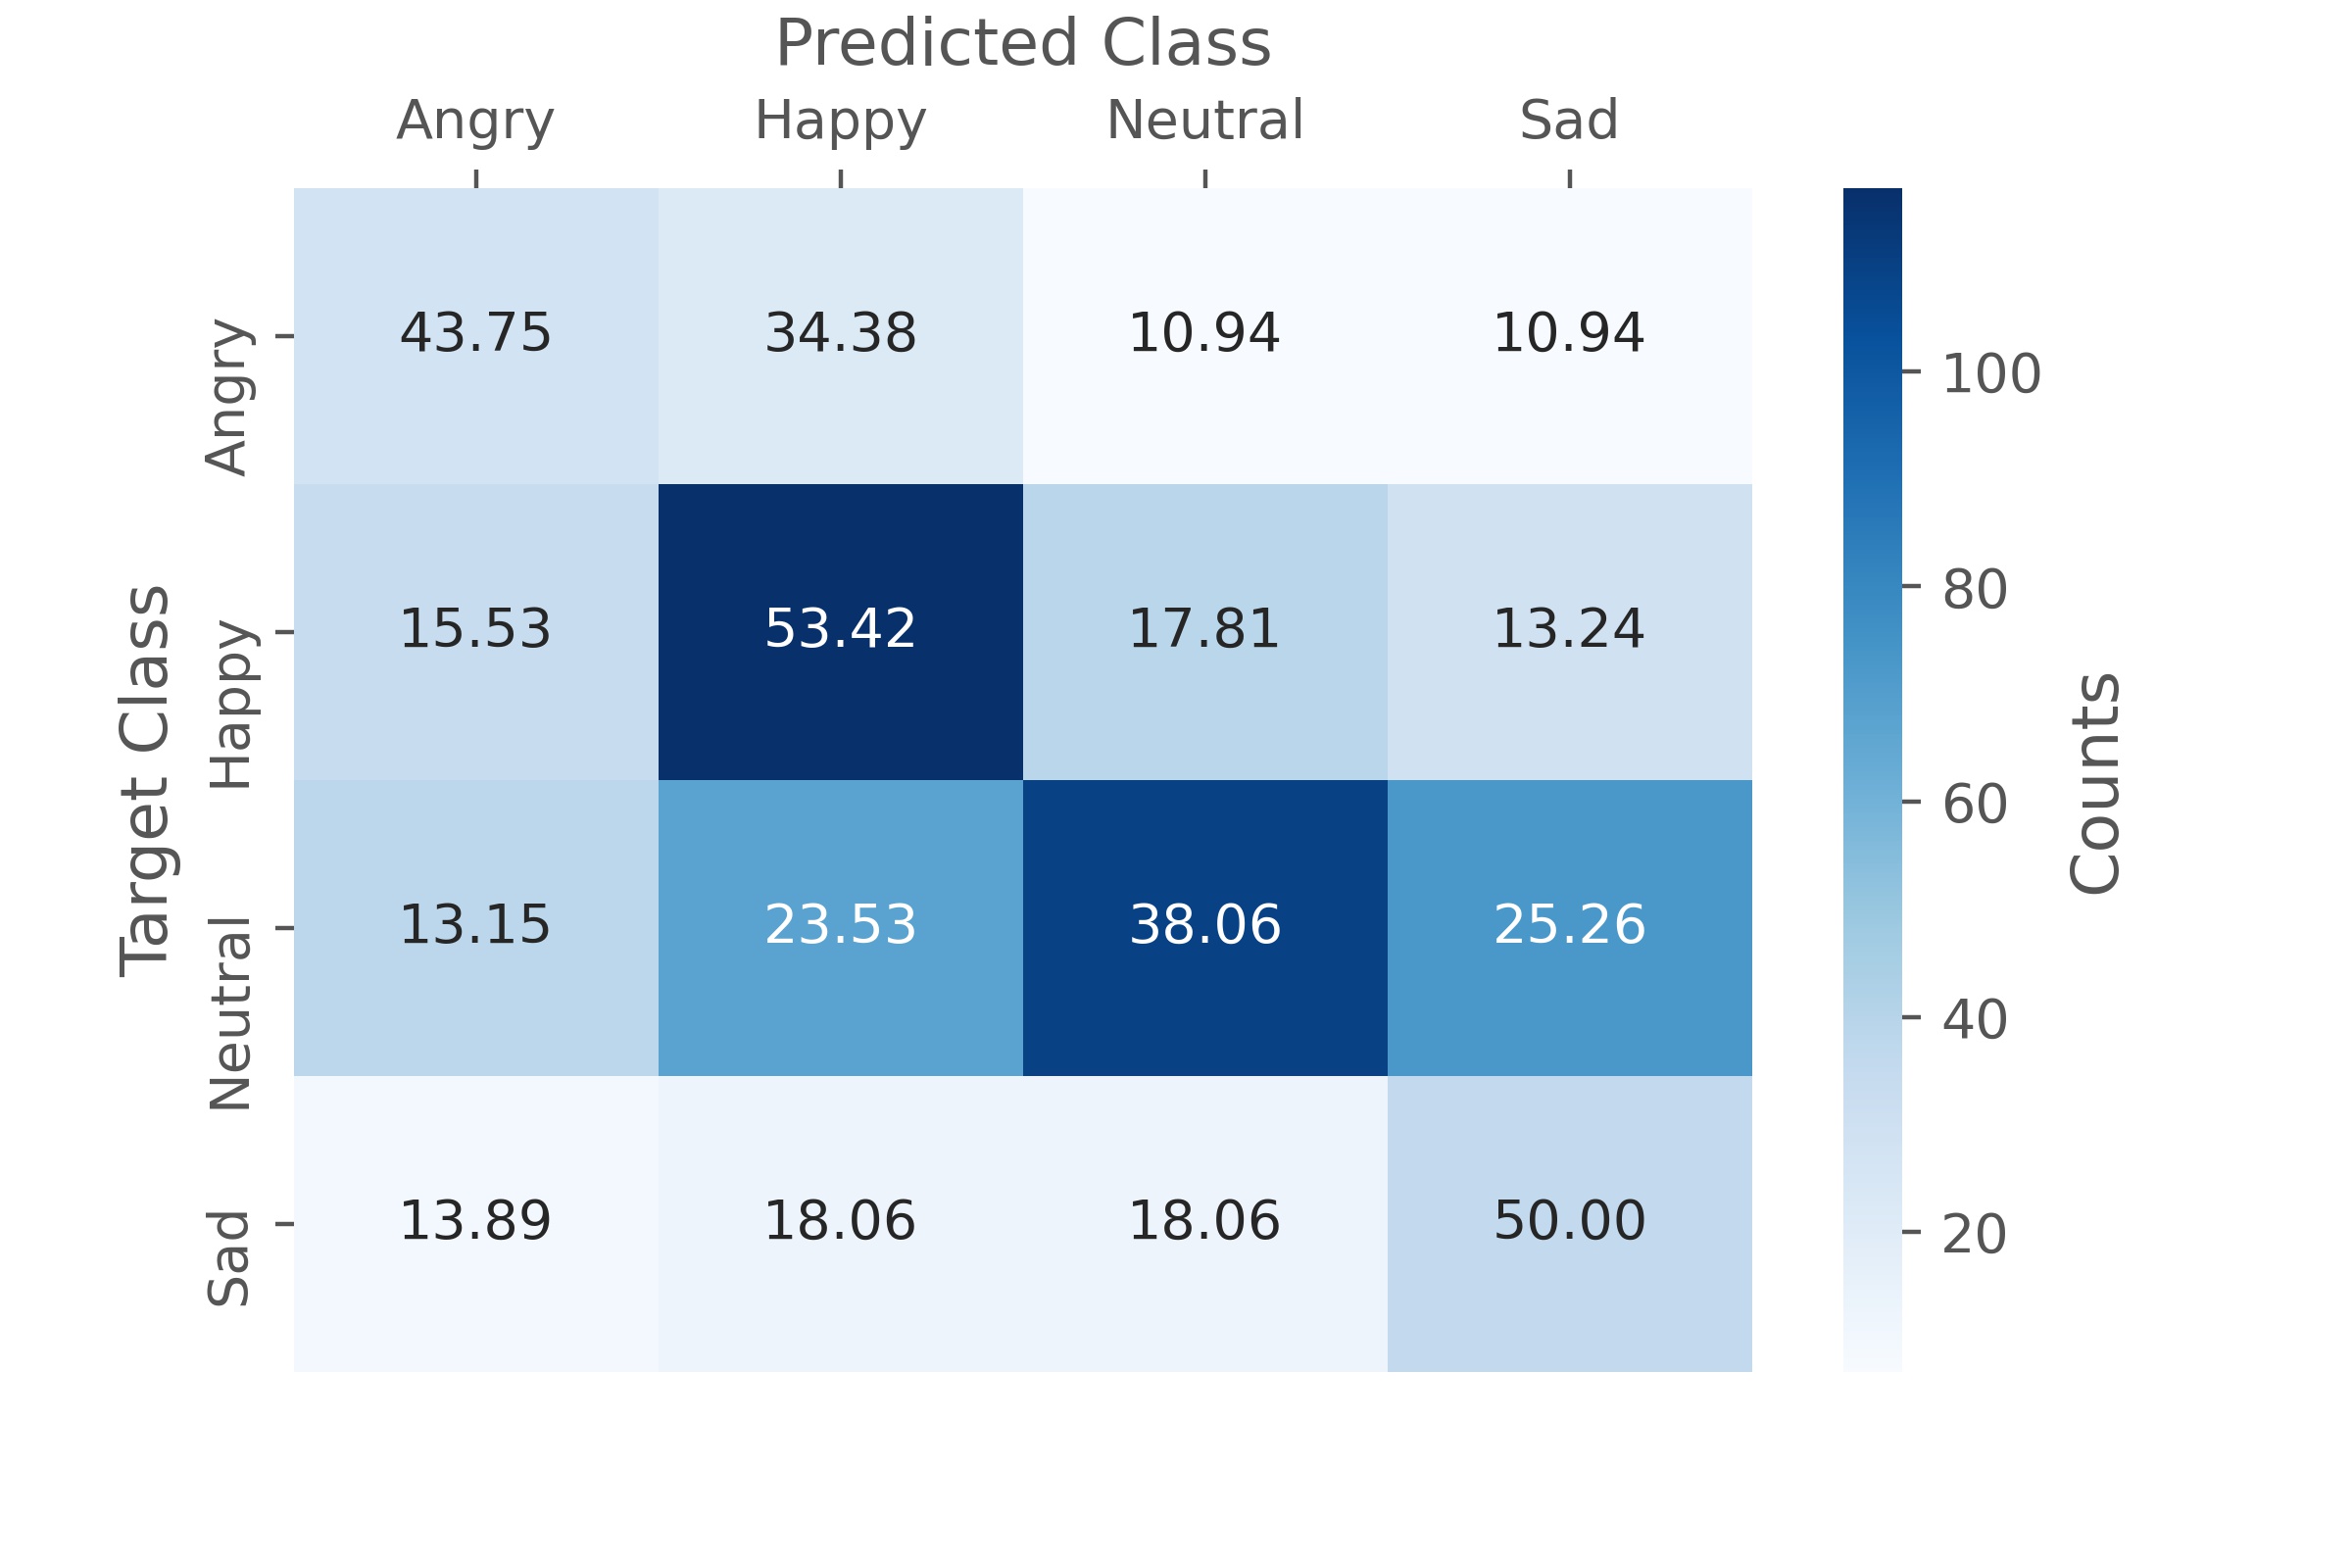 Predicted Class
Angry Happy Neutral Sad
Target Class
Angry 43.75 34.38 10.94 10.94
Happy 15.53 53.42 17.81 13.24
Neutral 13.15 23.53 38.06 25.26
Sad 13.89 18.06 18.06 50.00
100
80
60
40
20
Counts